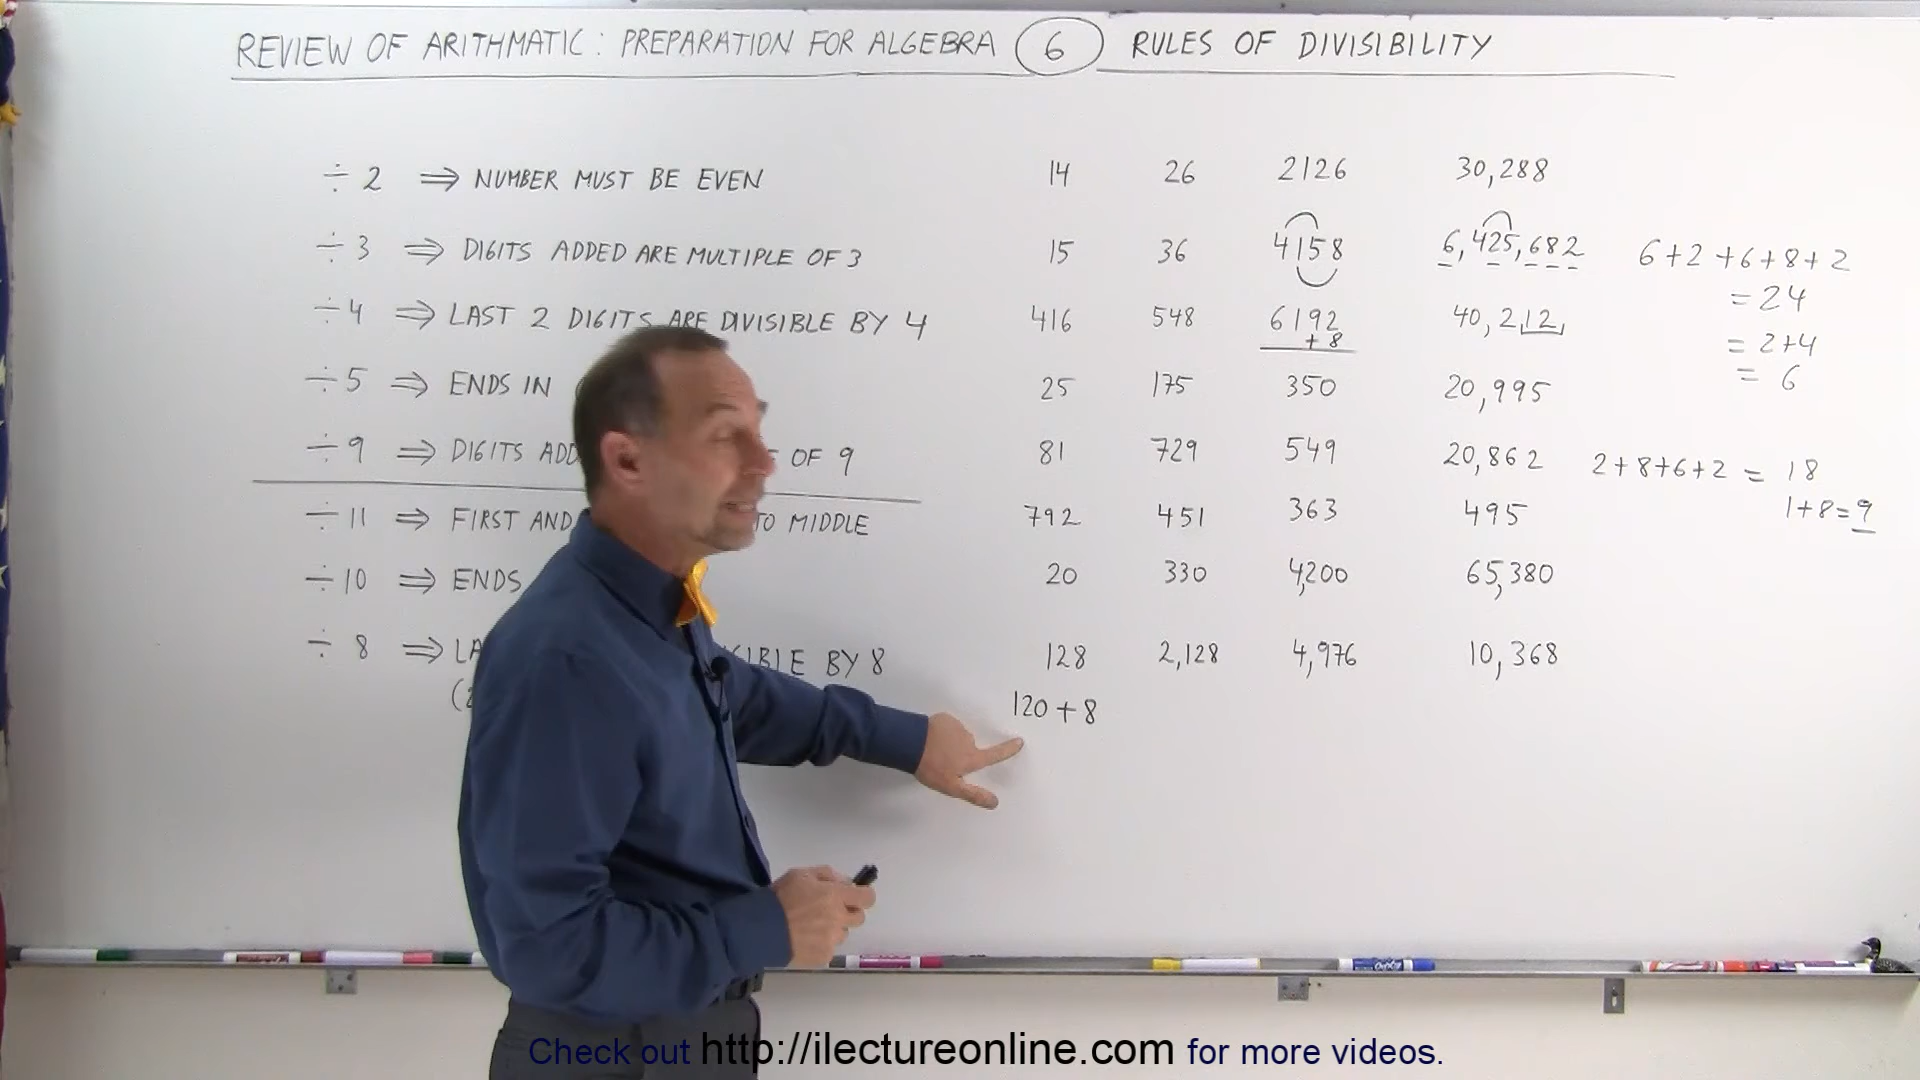 REVIEW OF ARITHMATIC: PREPARATION FOR ALGEBRA 6 RULES OF DIVISIBILITY
÷ 2 ⇒ NUMBER MUST BE EVEN 14 26 2126 30,288
÷ 3 ⇒ DIGITS ADDED ARE MULTIPLE OF 3 15 36 4158 6,425,682 6+2+6+8+2
= 24
÷ 4 ⇒ LAST 2 DIGITS ARE DIVISIBLE BY 4 416 548 6192 40,212
+ 8
= 2+4
= 6
÷ 5 ⇒ ENDS IN 25 175 350 20,995
÷ 9 ⇒ DIGITS OF 9 81 729 549 20,862 2+8+6+2 = 18
1+8=9
÷ 11 ⇒ FIRST AND TO MIDDLE 792 451 363 495
÷ 10 ⇒ ENDS 20 330 4,200 65,380
÷ 8 ⇒ BY 8 128 2,128 4,976 10,368
120 + 8
Check out http://ilectureonline.com for more videos.